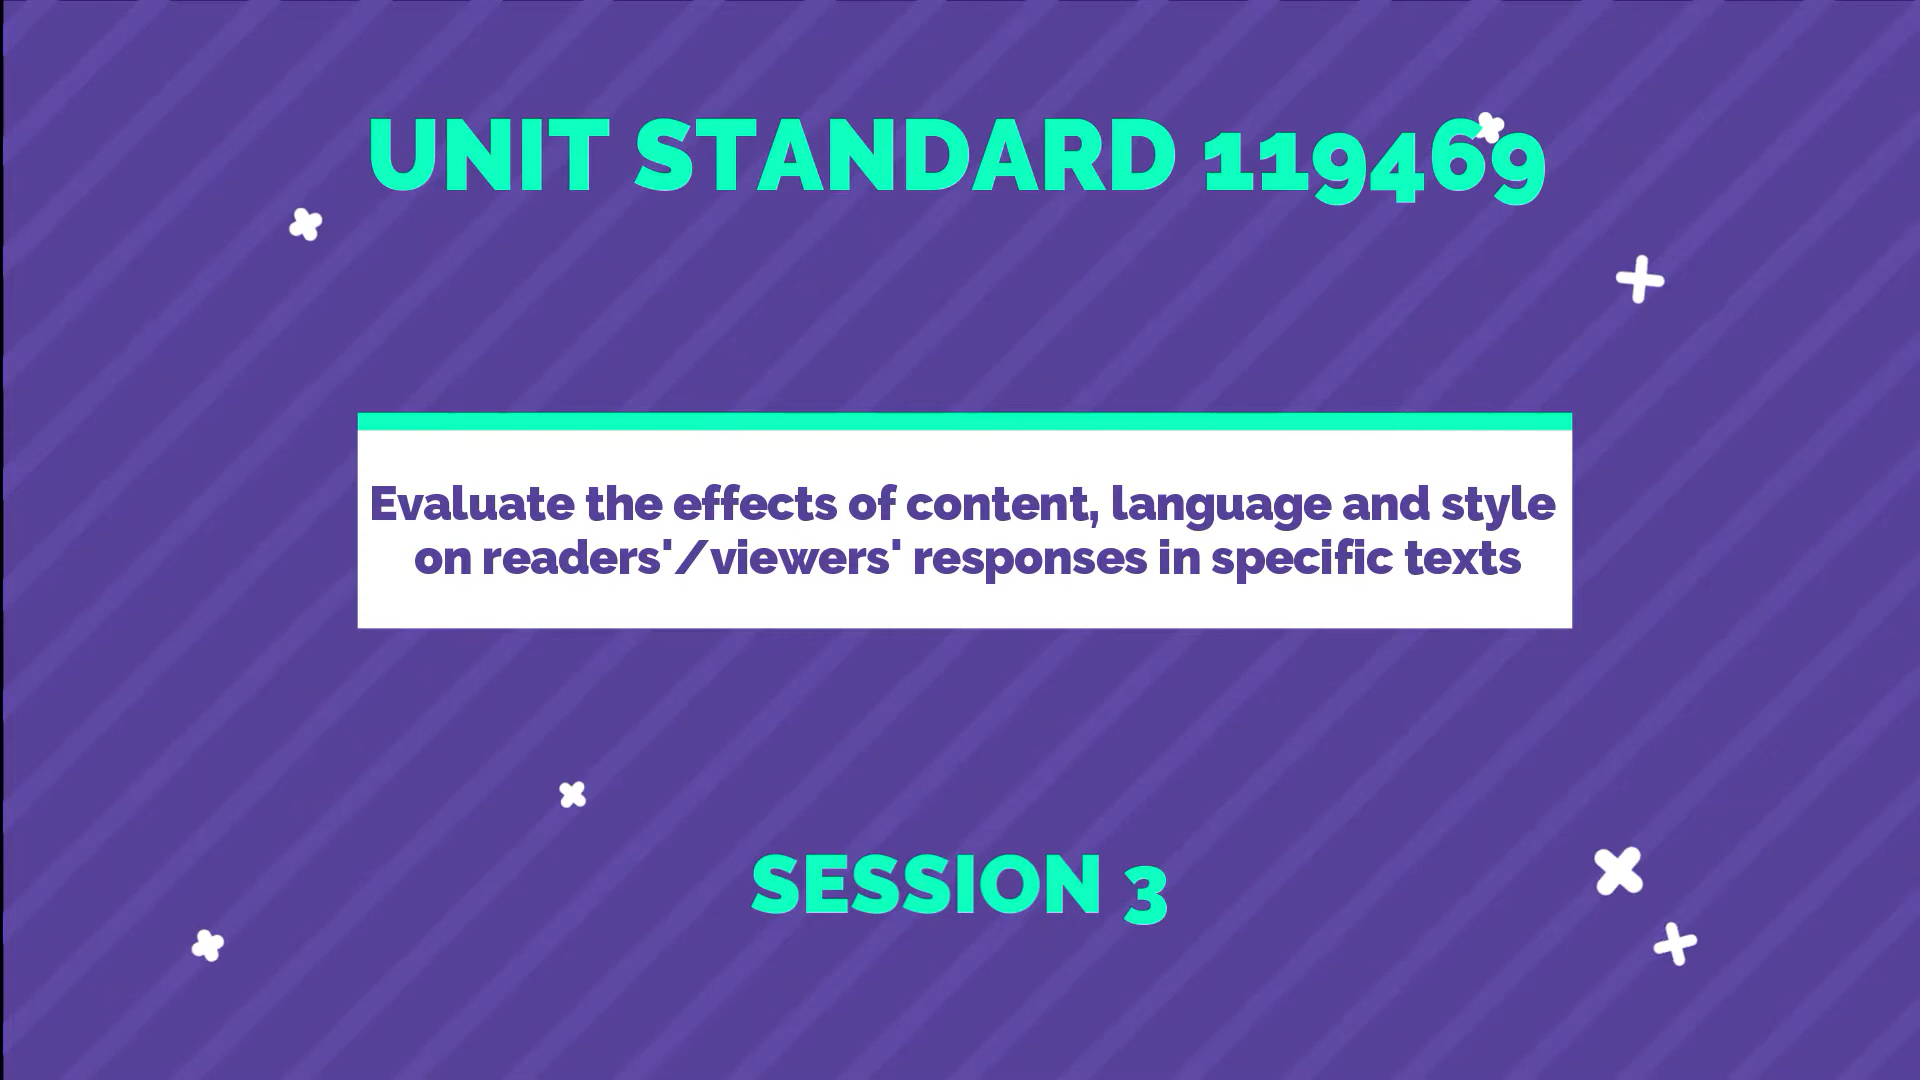 UNIT STANDARD 119469
Evaluate the effects of content, language and style
on readers'/viewers' responses in specific texts
SESSION 3